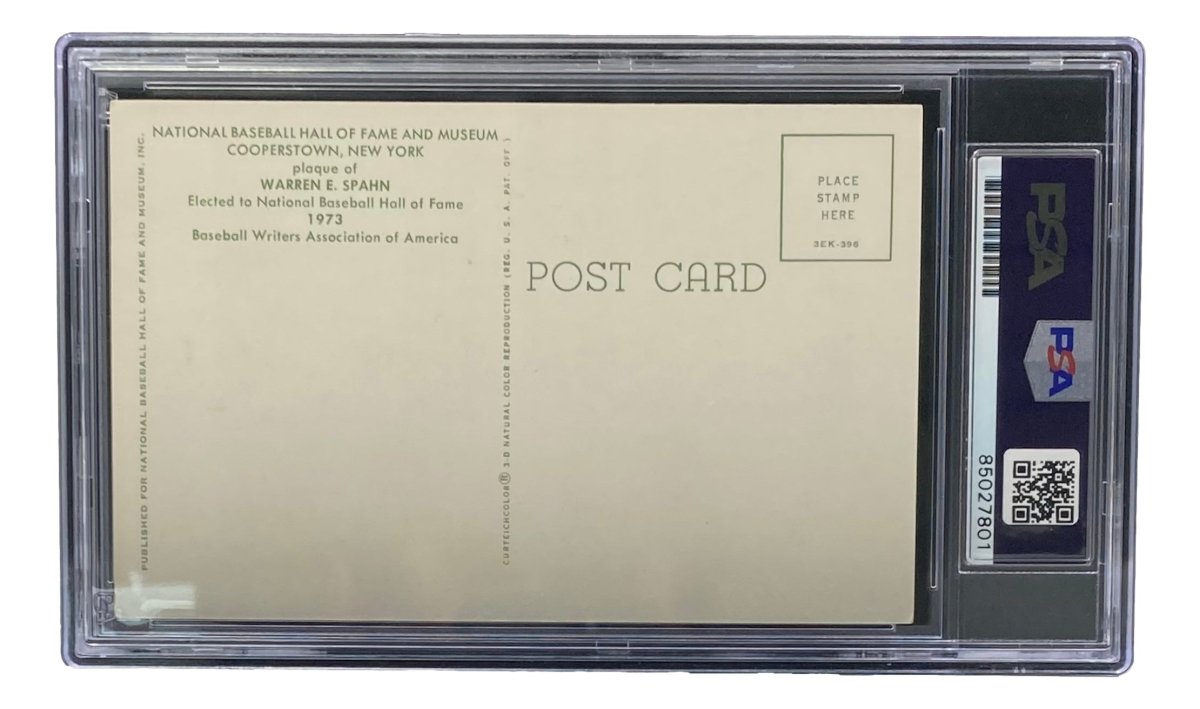 NATIONAL BASEBALL HALL OF FAME AND MUSEUM
COOPERSTOWN, NEW YORK
plaque of
WARREN E. SPAHN
Elected to National Baseball Hall of Fame
1973
Baseball Writers Association of America
PUBLISHED FOR NATIONAL BASEBALL HALL OF FAME AND MUSEUM, INC.
CURTEICHCOLOR® 3-D NATURAL COLOR REPRODUCTION (REG. U. S. A. PAT. OFF.)
POST CARD
PLACE
STAMP
HERE
3EK-396
PSA
PSA
85027801